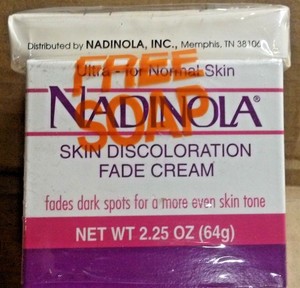 Distributed by NADINOLA, INC., Memphis, TN 38106
Ultra - for Normal Skin
FREE
SOAP
NADINOLA®
SKIN DISCOLORATION
FADE CREAM
fades dark spots for a more even skin tone
NET WT 2.25 OZ (64g)